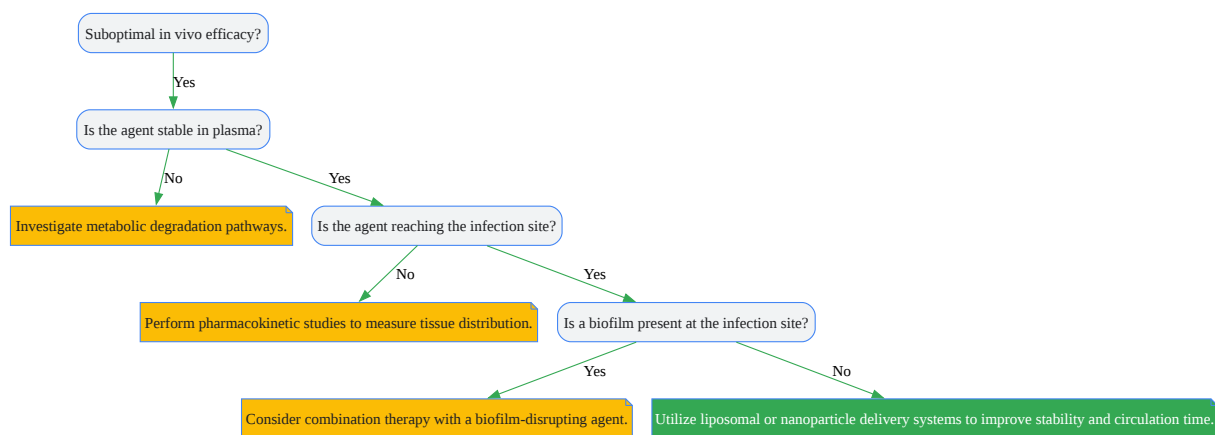 Suboptimal in vivo efficacy?
Yes
Is the agent stable in plasma?
No
Yes
Investigate metabolic degradation pathways.
Is the agent reaching the infection site?
No
Yes
Perform pharmacokinetic studies to measure tissue distribution.
Is a biofilm present at the infection site?
Yes
No
Consider combination therapy with a biofilm-disrupting agent.
Utilize liposomal or nanoparticle delivery systems to improve stability and circulation time.